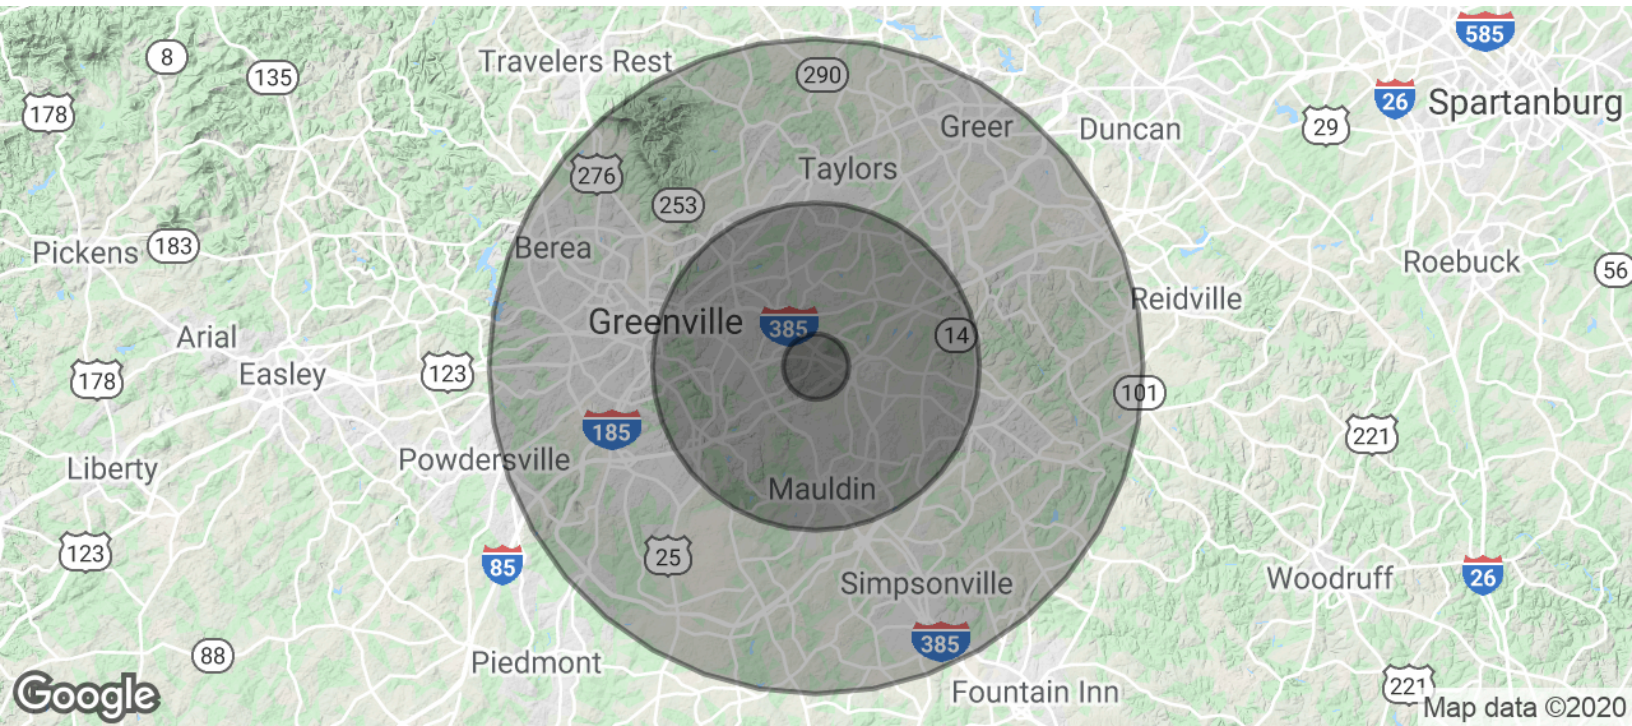 585
8
Travelers Rest
135
290
26
Spartanburg
178
Greer
Duncan
29
Taylors
276
253
Berea
Pickens
183
Roebuck
56
Reidville
Greenville
385
14
Arial
Easley
123
178
101
185
221
Powdersville
Liberty
Mauldin
123
25
85
Simpsonville
Woodruff
26
385
88
Piedmont
Fountain Inn
221
Google
Map data ©2020